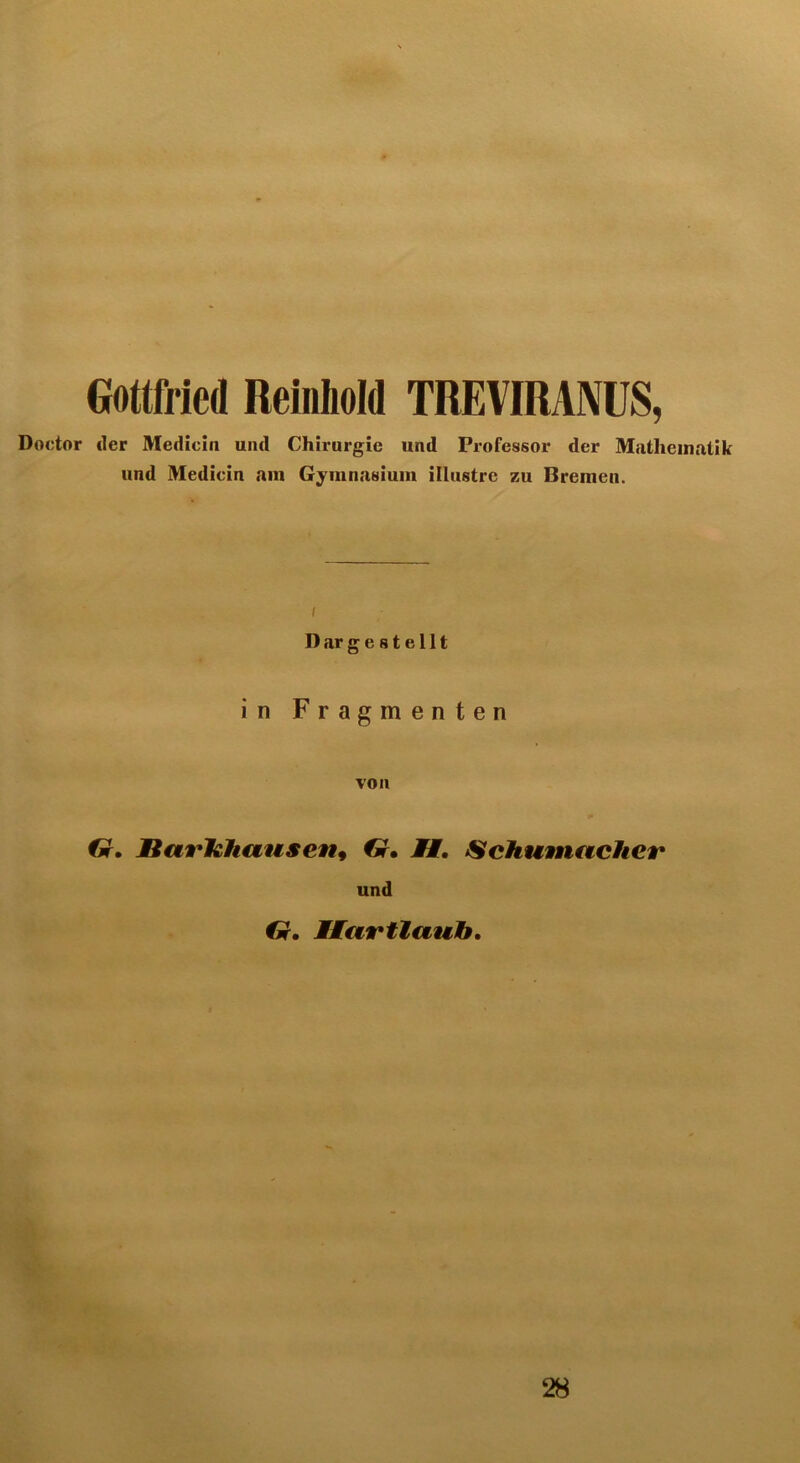 Gottfried Reinhold TREVIRANUS,
Doctor der Medicin und Chirurgie und Professor der Mathematik
und Medicin am Gymnasium illustre zu Bremen.
Dargestellt
in Fragmenten
von
G. Barkhausen, G. H. Schumacher
und
G. Hartlaub.
28